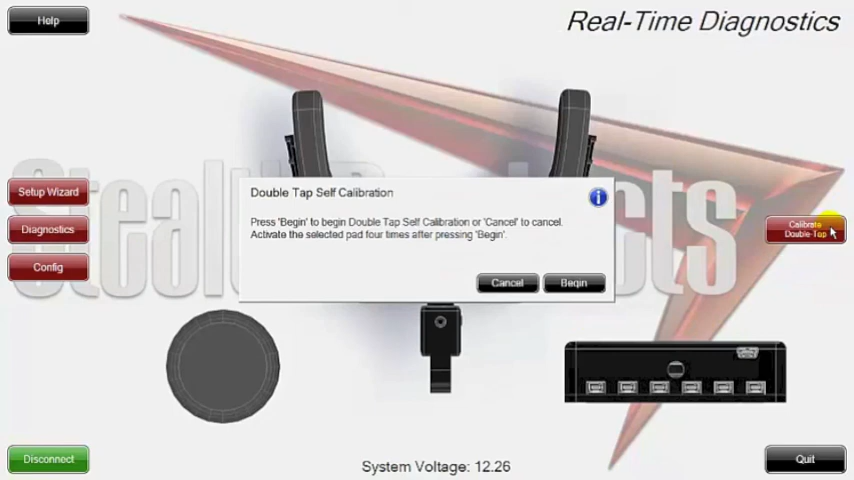 Help
Real-Time Diagnostics
Setup Wizard
Diagnostics
Config
Double Tap Self Calibration
Press 'Begin' to begin Double Tap Self Calibration or 'Cancel' to cancel.
Activate the selected pad four times after pressing 'Begin'.
Cancel
Begin
Calibrate
Double-Tap
Disconnect
System Voltage: 12.26
Quit